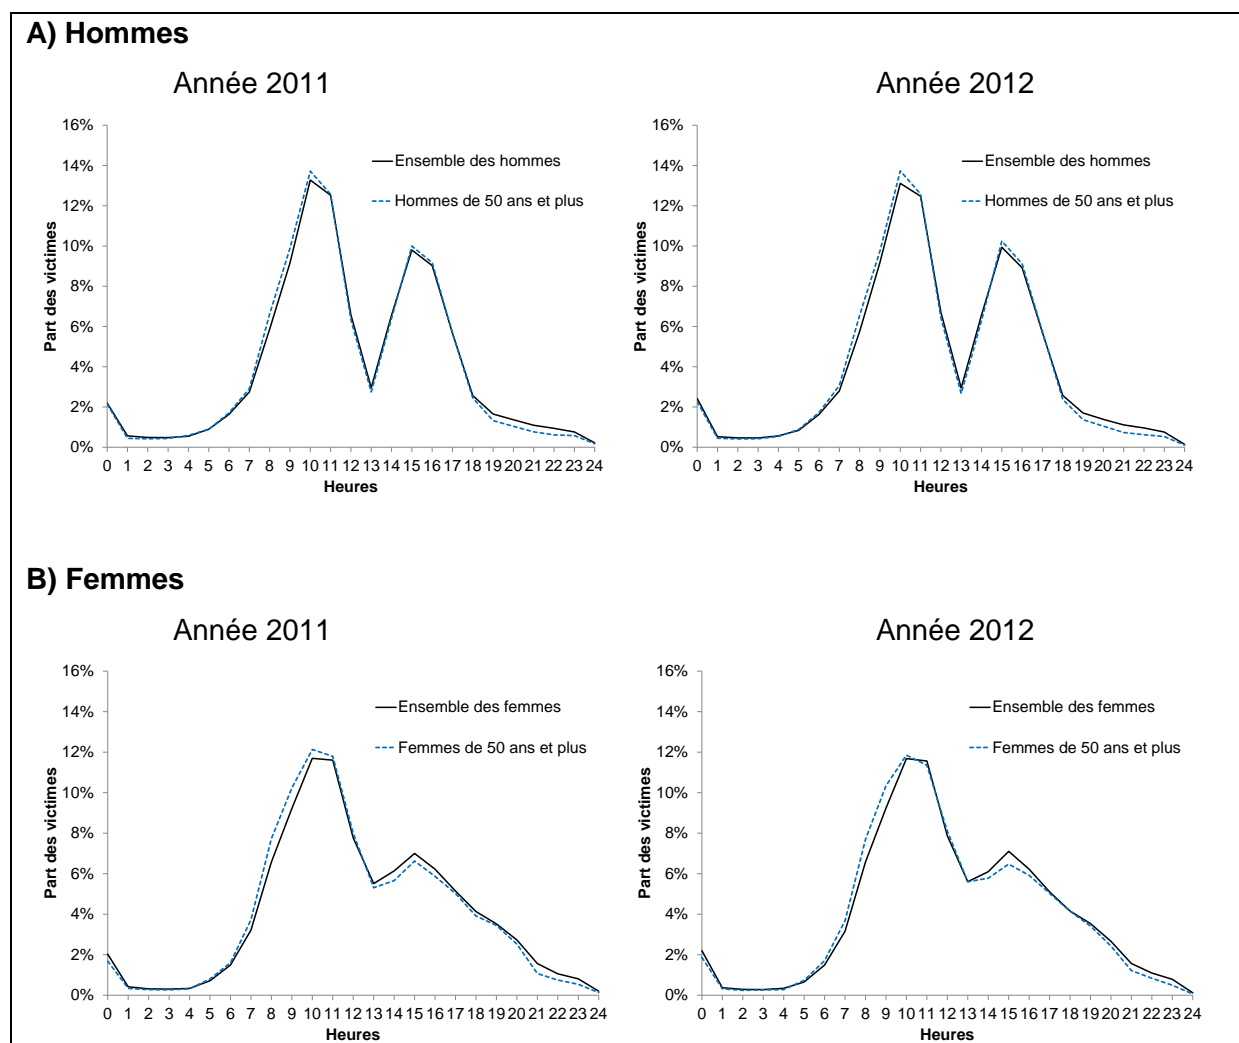 A) Hommes
Année 2011
16%
14%
12%
10%
8%
6%
4%
2%
0%
Part des victimes
Ensemble des hommes
Hommes de 50 ans et plus
0 1 2 3 4 5 6 7 8 9 10 11 12 13 14 15 16 17 18 19 20 21 22 23 24
Heures
Année 2012
16%
14%
12%
10%
8%
6%
4%
2%
0%
Part des victimes
Ensemble des hommes
Hommes de 50 ans et plus
0 1 2 3 4 5 6 7 8 9 10 11 12 13 14 15 16 17 18 19 20 21 22 23 24
Heures
B) Femmes
Année 2011
16%
14%
12%
10%
8%
6%
4%
2%
0%
Part des victimes
Ensemble des femmes
Femmes de 50 ans et plus
0 1 2 3 4 5 6 7 8 9 10 11 12 13 14 15 16 17 18 19 20 21 22 23 24
Heures
Année 2012
16%
14%
12%
10%
8%
6%
4%
2%
0%
Part des victimes
Ensemble des femmes
Femmes de 50 ans et plus
0 1 2 3 4 5 6 7 8 9 10 11 12 13 14 15 16 17 18 19 20 21 22 23 24
Heures